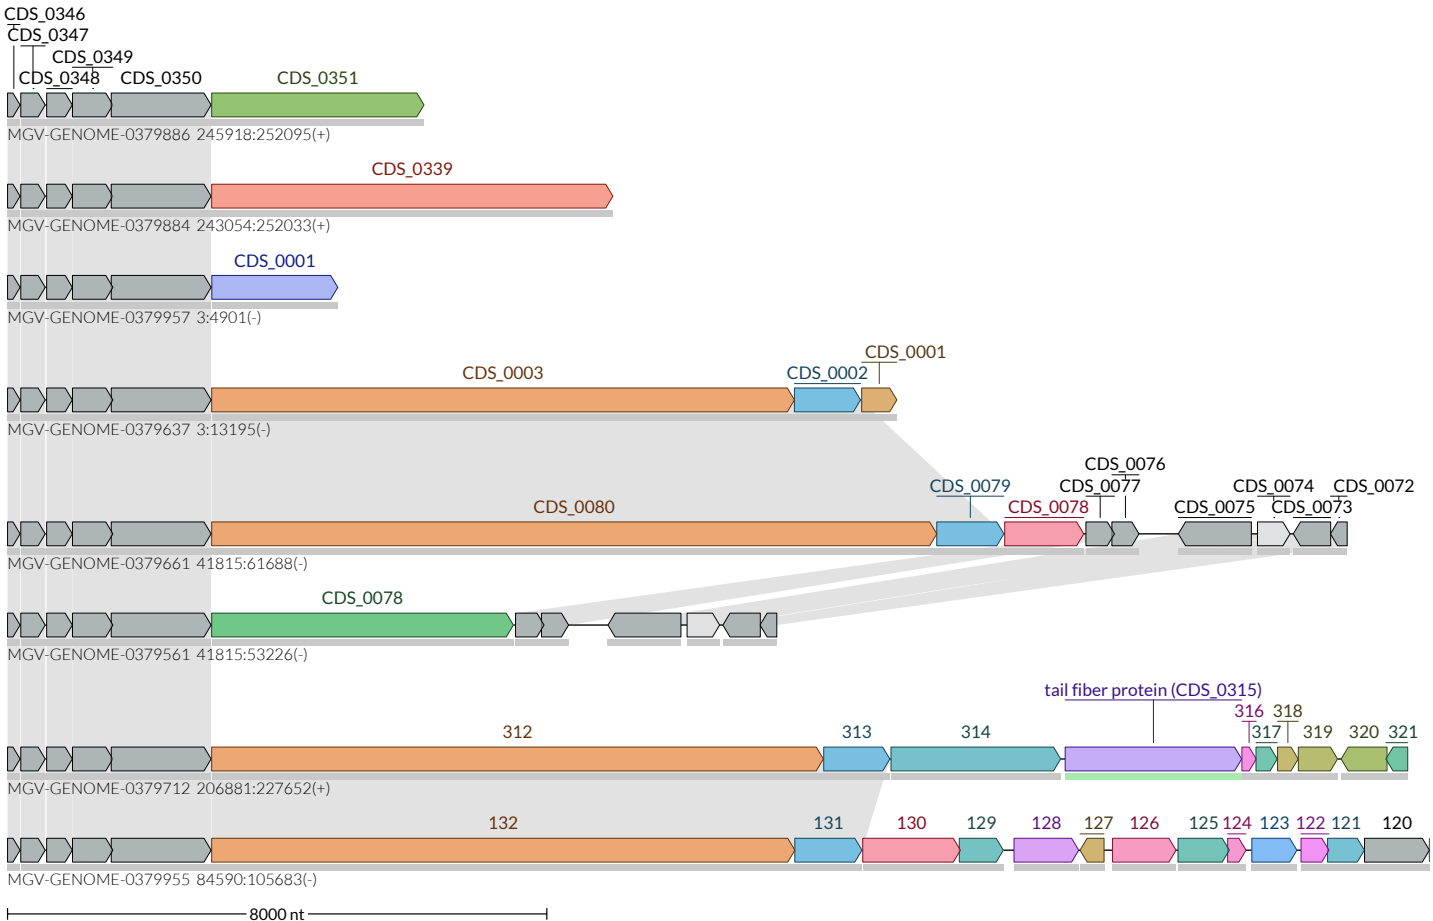 CDS_0346
CDS_0347
CDS_0349
CDS_0348 CDS_0350 CDS_0351
MGV-GENOME-0379886 245918:252095(+)
CDS_0339
MGV-GENOME-0379884 243054:252033(+)
CDS_0001
MGV-GENOME-0379957 3:4901(-)
CDS_0001
CDS_0003 CDS_0002
MGV-GENOME-0379637 3:13195(-)
CDS_0076
CDS_0079 CDS_0077 CDS_0074 CDS_0072
CDS_0080 CDS_0078 CDS_0075 CDS_0073
MGV-GENOME-0379661 41815:61688(-)
CDS_0078
MGV-GENOME-0379561 41815:53226(-)
tail fiber protein (CDS_0315)
316 318
312 313 314 317 319 320 321
MGV-GENOME-0379712 206881:227652(+)
132 131 130 129 128 127 126 125 124 123 122 121 120
MGV-GENOME-0379955 84590:105683(-)
8000 nt